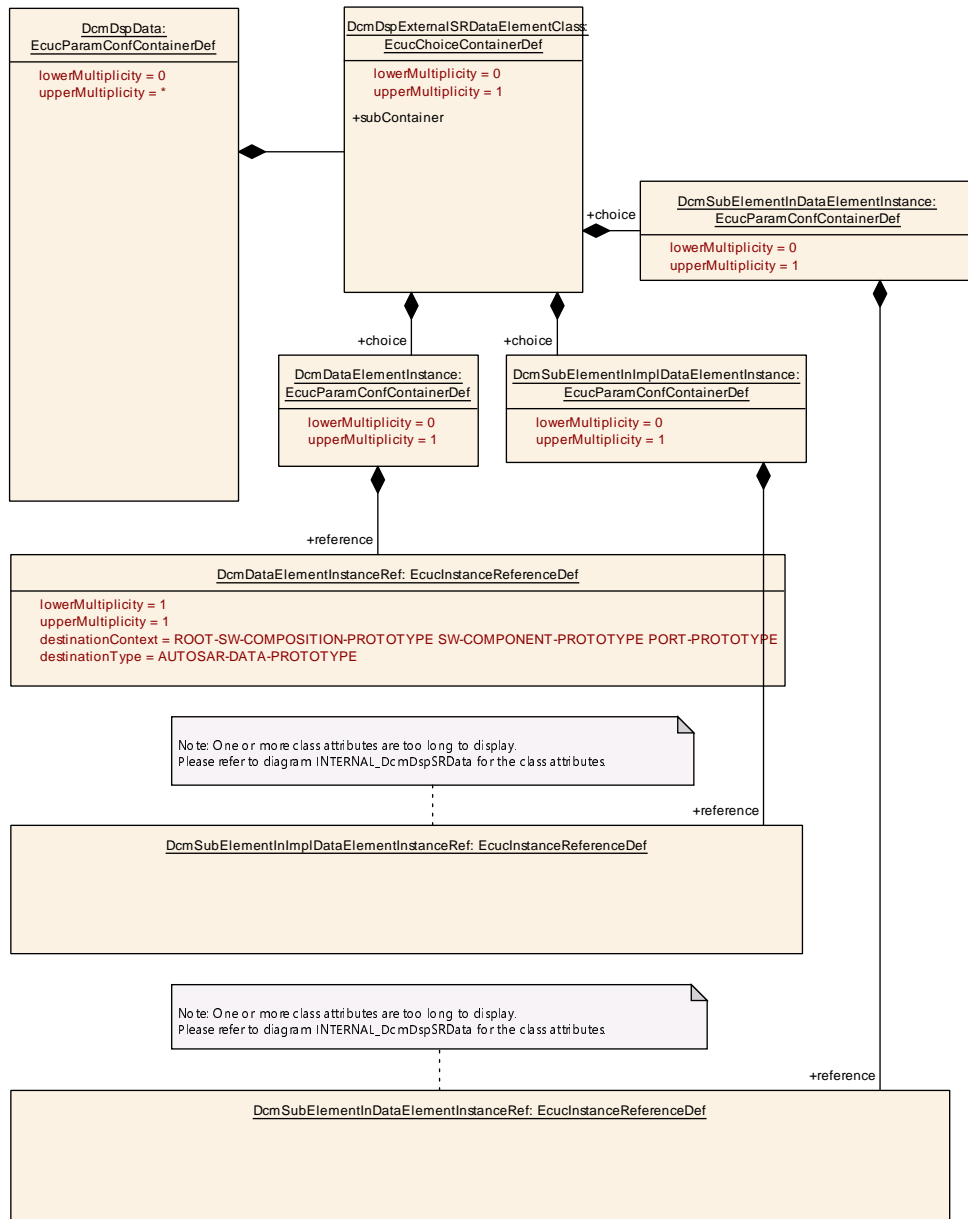 DcmDspData:
EcucParamConfContainerDef
lowerMultiplicity = 0
upperMultiplicity = *
DcmDspExternalSRDataElementClass:
EcucChoiceContainerDef
lowerMultiplicity = 0
upperMultiplicity = 1
+subContainer
+choice
DcmSubElementInDataElementInstance:
EcucParamConfContainerDef
lowerMultiplicity = 0
upperMultiplicity = 1
+choice
+choice
DcmDataElementInstance:
EcucParamConfContainerDef
lowerMultiplicity = 0
upperMultiplicity = 1
DcmSubElementInImplDataElementInstance:
EcucParamConfContainerDef
lowerMultiplicity = 0
upperMultiplicity = 1
+reference
DcmDataElementInstanceRef: EcucInstanceReferenceDef
lowerMultiplicity = 1
upperMultiplicity = 1
destinationContext = ROOT-SW-COMPOSITION-PROTOTYPE SW-COMPONENT-PROTOTYPE PORT-PROTOTYPE
destinationType = AUTOSAR-DATA-PROTOTYPE
Note: One or more class attributes are too long to display.
Please refer to diagram INTERNAL_DcmDspSRData for the class attributes.
+reference
DcmSubElementInImplDataElementInstanceRef: EcucInstanceReferenceDef
Note: One or more class attributes are too long to display.
Please refer to diagram INTERNAL_DcmDspSRData for the class attributes.
+reference
DcmSubElementInDataElementInstanceRef: EcucInstanceReferenceDef